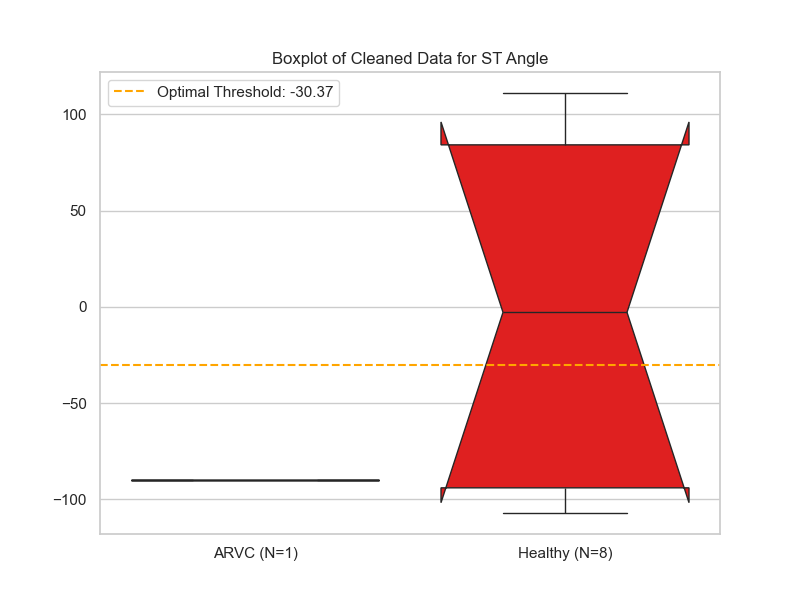 Boxplot of Cleaned Data for ST Angle
Optimal Threshold: -30.37
100
50
0
−50
−100
ARVC (N=1)
Healthy (N=8)